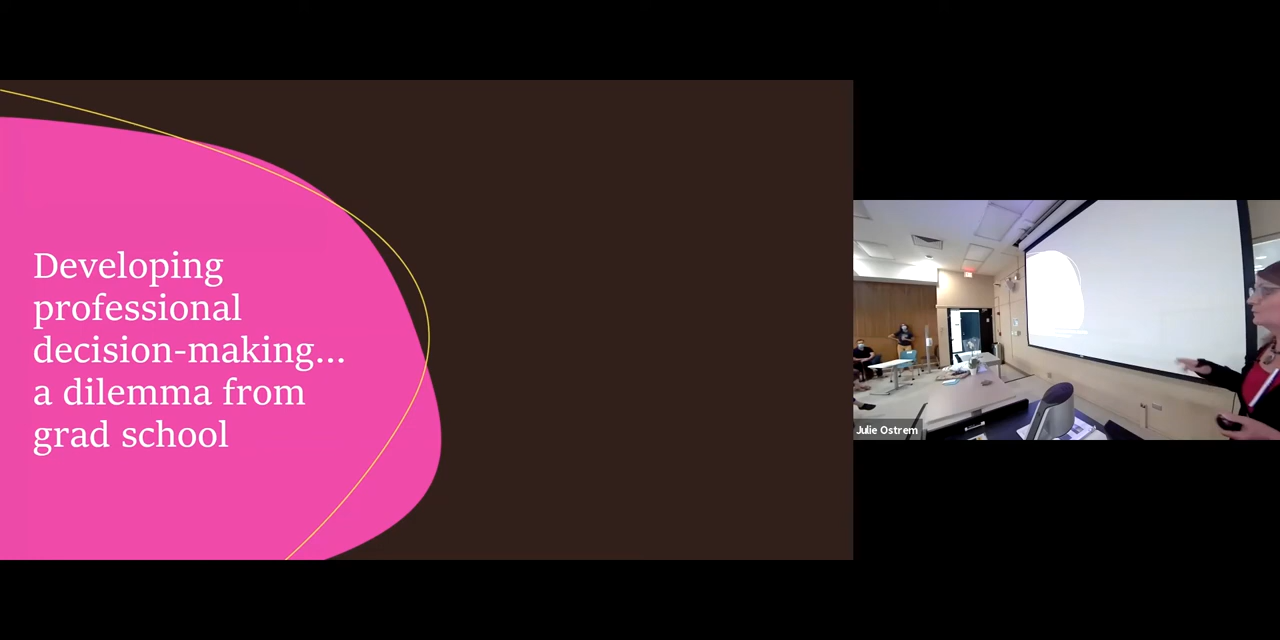 Developing
professional
decision-making...
a dilemma from
grad school
Julie Ostrem